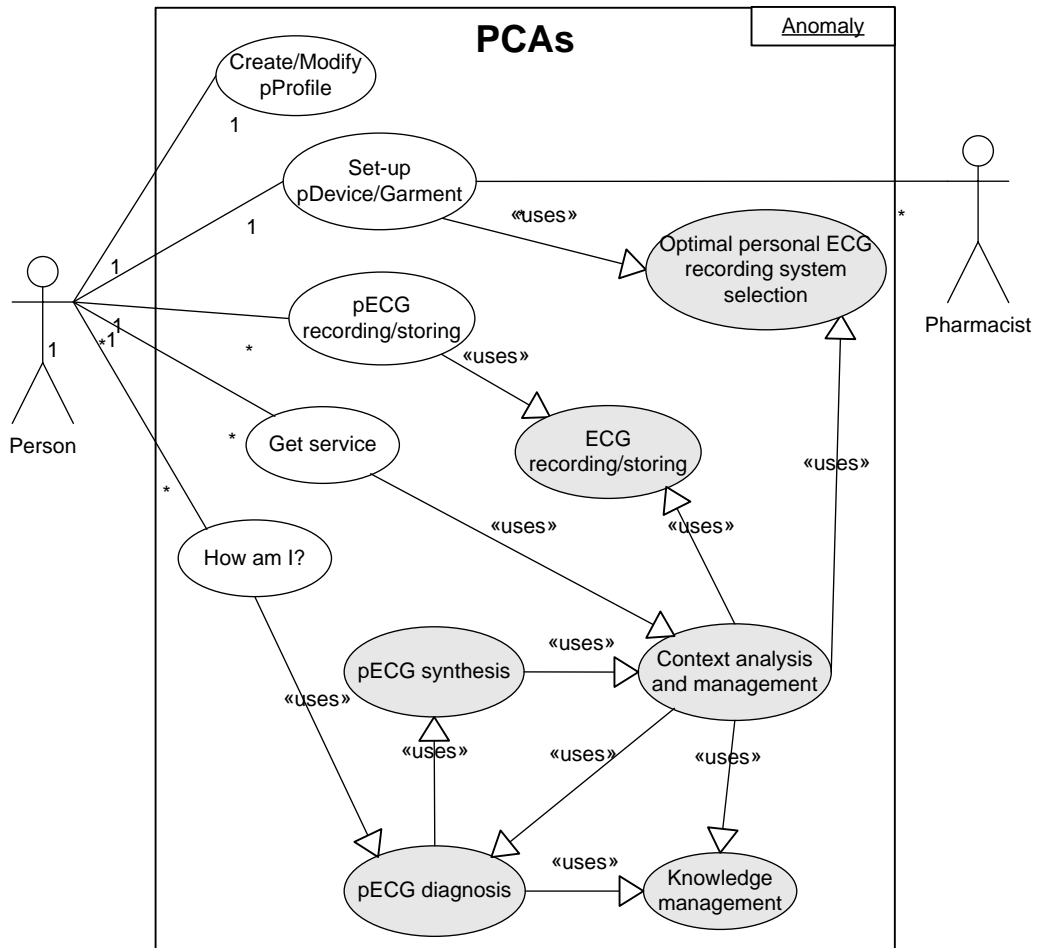 PCAs
Anomaly
Create/Modify
pProfile
1
Set-up
pDevice/Garment
1
1
«uses»
*
*
Optimal personal ECG
recording system
selection
Pharmacist
pECG
recording/storing
1
1
*
1
*
«uses»
Person
*
Get service
ECG
recording/storing
«uses»
*
«uses»
«uses»
How am I?
pECG synthesis
«uses»
Context analysis
and management
«uses»
«uses»
«uses»
«uses»
pECG diagnosis
«uses»
Knowledge
management